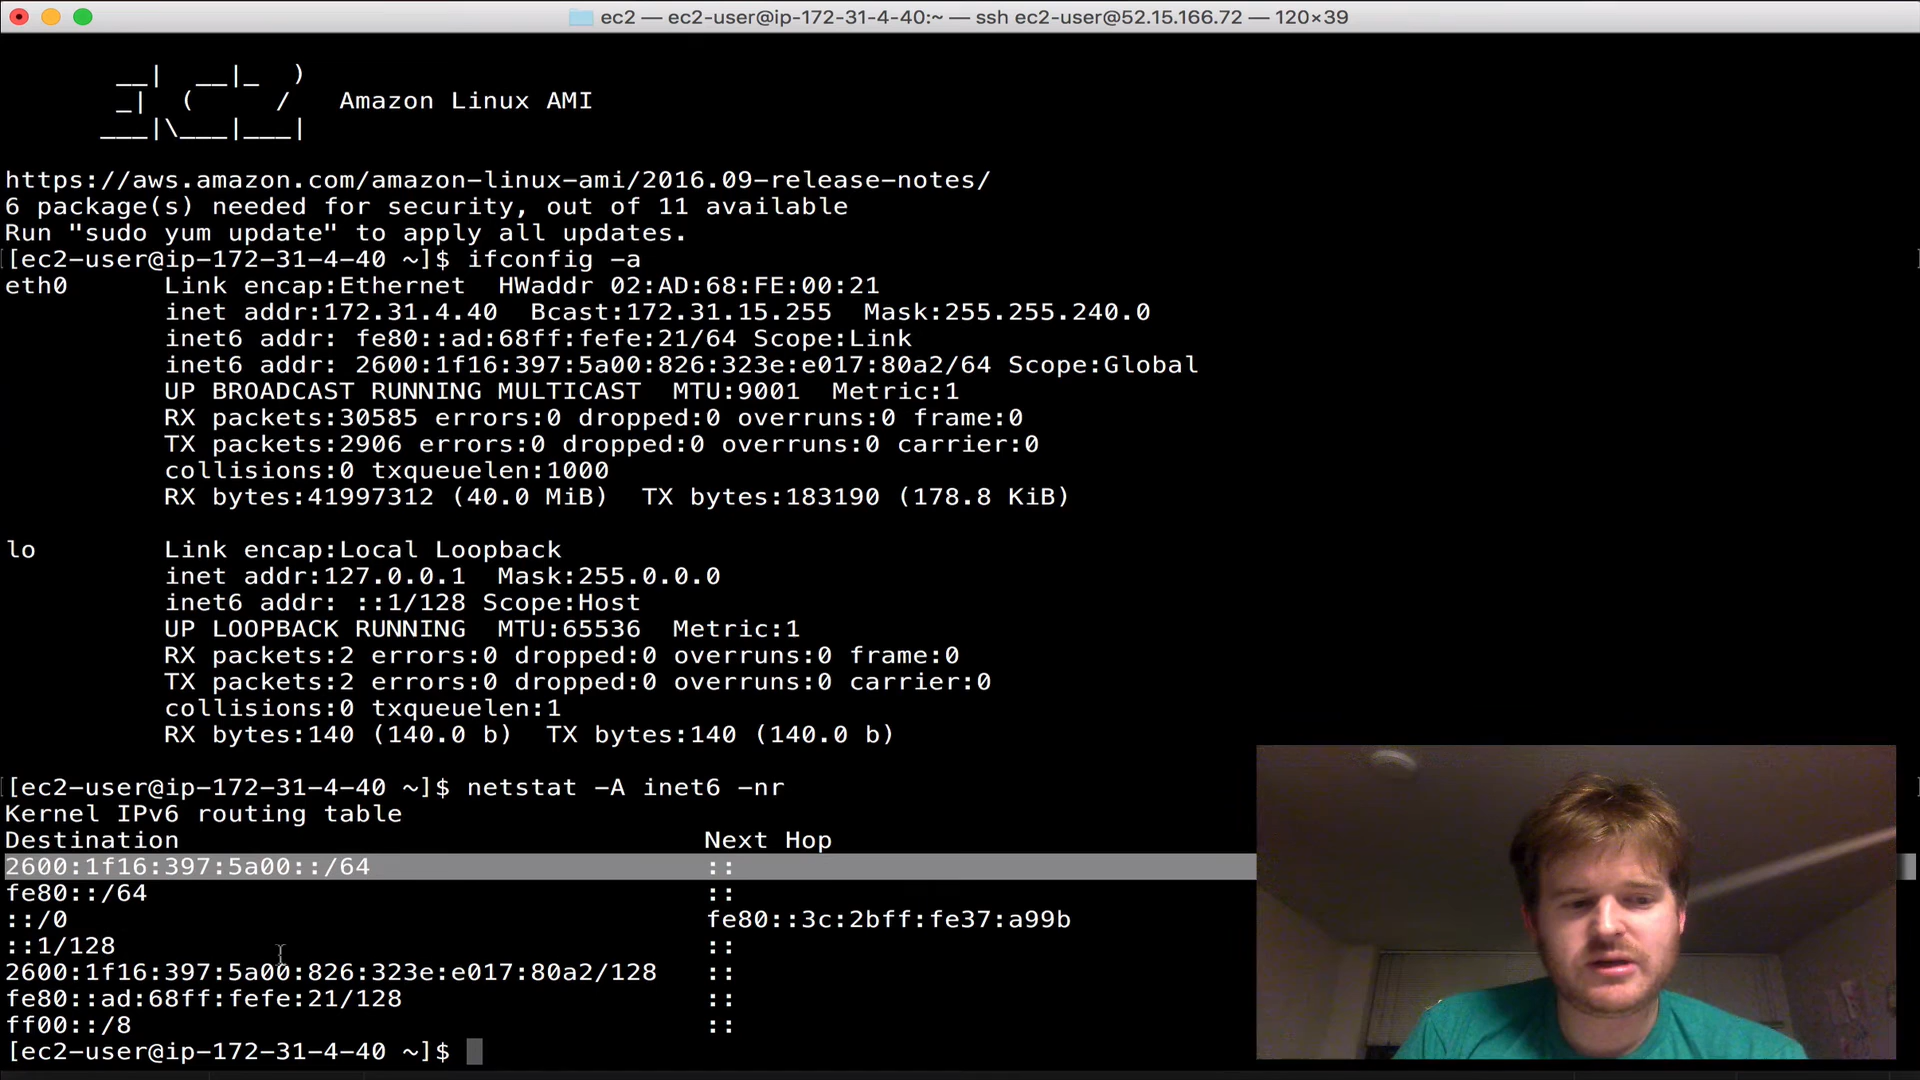 ec2 — ec2-user@ip-172-31-4-40:~ — ssh ec2-user@52.15.166.72 — 120×39
__|  __|_  )
_|  (     /   Amazon Linux AMI
___|\___|___|
https://aws.amazon.com/amazon-linux-ami/2016.09-release-notes/
6 package(s) needed for security, out of 11 available
Run "sudo yum update" to apply all updates.
[ec2-user@ip-172-31-4-40 ~]$ ifconfig -a
eth0      Link encap:Ethernet  HWaddr 02:AD:68:FE:00:21
inet addr:172.31.4.40  Bcast:172.31.15.255  Mask:255.255.240.0
inet6 addr: fe80::ad:68ff:fefe:21/64 Scope:Link
inet6 addr: 2600:1f16:397:5a00:826:323e:e017:80a2/64 Scope:Global
UP BROADCAST RUNNING MULTICAST  MTU:9001  Metric:1
RX packets:30585 errors:0 dropped:0 overruns:0 frame:0
TX packets:2906 errors:0 dropped:0 overruns:0 carrier:0
collisions:0 txqueuelen:1000
RX bytes:41997312 (40.0 MiB)  TX bytes:183190 (178.8 KiB)
lo        Link encap:Local Loopback
inet addr:127.0.0.1  Mask:255.0.0.0
inet6 addr: ::1/128 Scope:Host
UP LOOPBACK RUNNING  MTU:65536  Metric:1
RX packets:2 errors:0 dropped:0 overruns:0 frame:0
TX packets:2 errors:0 dropped:0 overruns:0 carrier:0
collisions:0 txqueuelen:1
RX bytes:140 (140.0 b)  TX bytes:140 (140.0 b)
[ec2-user@ip-172-31-4-40 ~]$ netstat -A inet6 -nr
Kernel IPv6 routing table
Destination                                 Next Hop
2600:1f16:397:5a00::/64                     ::
fe80::/64                                   ::
::/0                                        fe80::3c:2bff:fe37:a99b
::1/128                                     ::
2600:1f16:397:5a00:826:323e:e017:80a2/128   ::
fe80::ad:68ff:fefe:21/128                   ::
ff00::/8                                    ::
[ec2-user@ip-172-31-4-40 ~]$